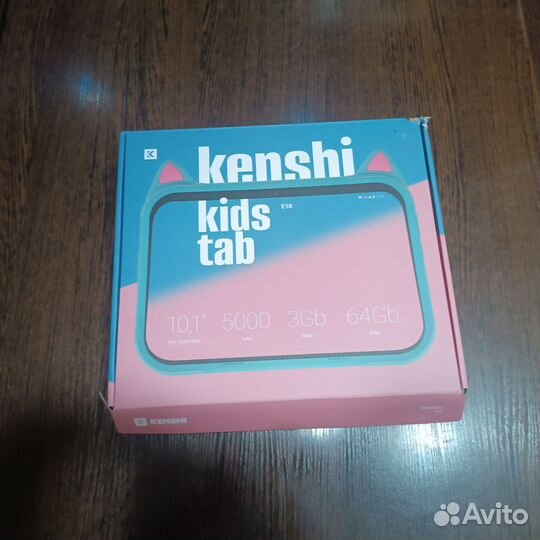 kenshi
kids
E18
tab
10,1" 5000 3Gb 64Gb
KENSHI
Avito